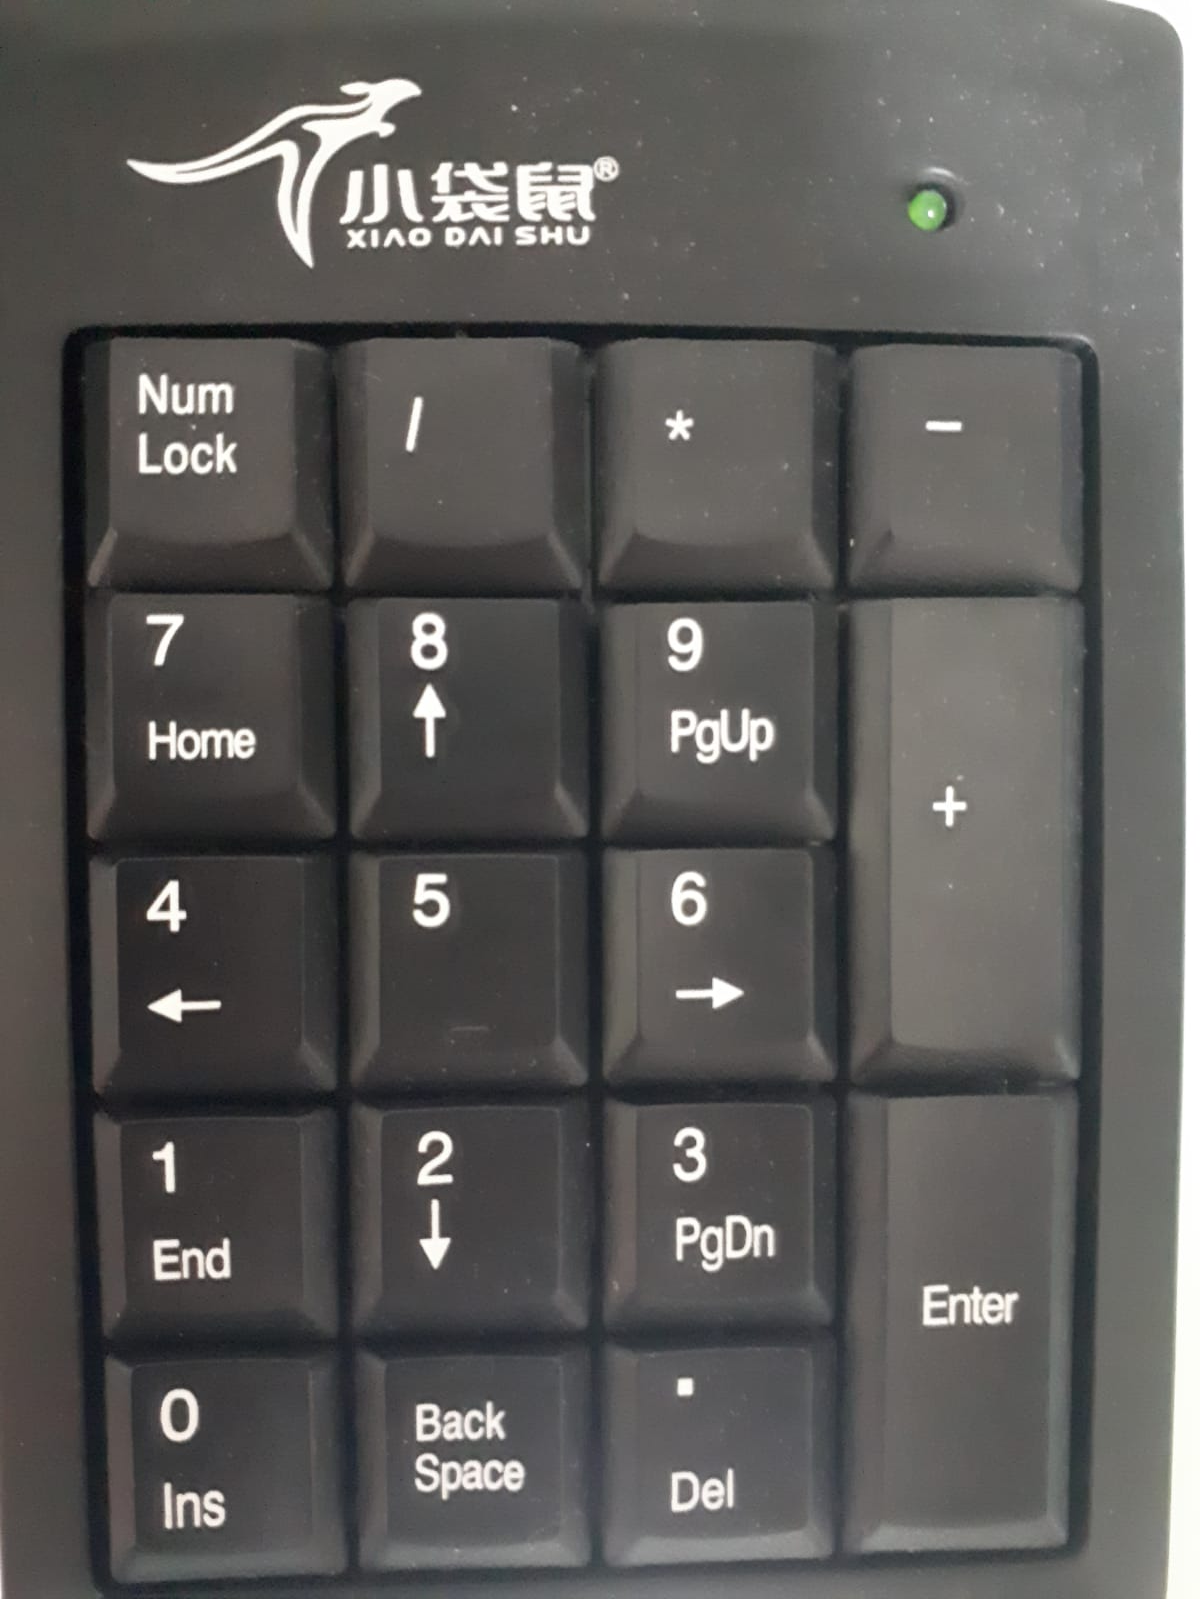 小袋鼠®
XIAO DAI SHU
Num
Lock
/
*
−
7
Home
8
↑
9
PgUp
+
4
←
5
6
→
1
End
2
↓
3
PgDn
Enter
0
Ins
Back
Space
.
Del